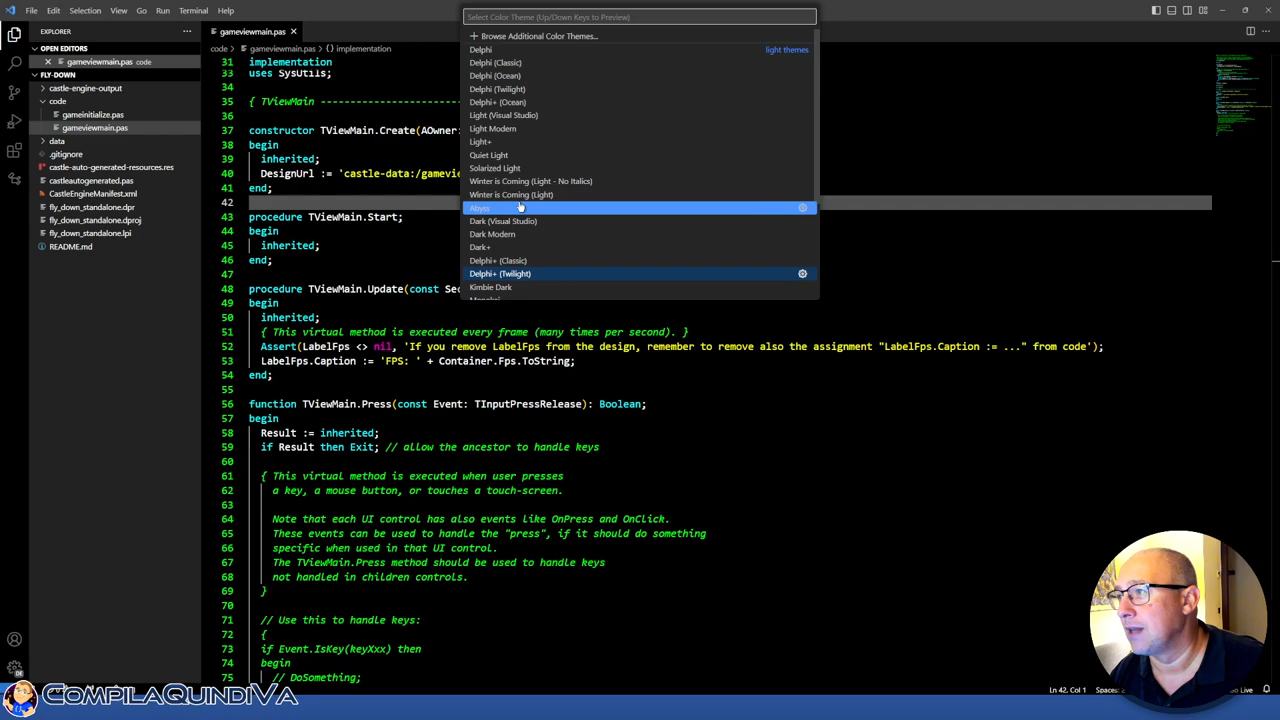 File Edit Selection View Go Run Terminal Help
Select Color Theme (Up/Down Keys to Preview)
Browse Additional Color Themes...
Delphi light themes
Delphi (Classic)
Delphi (Ocean)
Delphi (Twilight)
Delphi+ (Ocean)
Light (Visual Studio)
Light Modern
Light+
Quiet Light
Solarized Light
Winter is Coming (Light - No Italics)
Winter is Coming (Light)
Abyss
Dark (Visual Studio)
Dark Modern
Dark+
Delphi+ (Classic)
Delphi+ (Twilight)
Kimbie Dark
EXPLORER
OPEN EDITORS
gameviewmain.pas code
FLY-DOWN
castle-engine-output
code
gameinitialize.pas
gameviewmain.pas
data
.gitignore
castle-auto-generated-resources.res
castleautogenerated.pas
CastleEngineManifest.xml
fly_down_standalone.dpr
fly_down_standalone.dproj
fly_down_standalone.lpi
README.md
gameviewmain.pas
code > gameviewmain.pas > {} implementation
31 implementation
33 uses SysUtils;
34
35 { TViewMain ----------------------
36
37 constructor TViewMain.Create(AOwner:
38 begin
39 inherited;
40 DesignUrl := 'castle-data:/gamevie
41 end;
42
43 procedure TViewMain.Start;
44 begin
45 inherited;
46 end;
47
48 procedure TViewMain.Update(const Sec
49 begin
50 inherited;
51 { This virtual method is executed every frame (many times per second). }
52 Assert(LabelFps <> nil, 'If you remove LabelFps from the design, remember to remove also the assignment "LabelFps.Caption := ..." from code');
53 LabelFps.Caption := 'FPS: ' + Container.Fps.ToString;
54 end;
55
56 function TViewMain.Press(const Event: TInputPressRelease): Boolean;
57 begin
58 Result := inherited;
59 if Result then Exit; // allow the ancestor to handle keys
60
61 { This virtual method is executed when user presses
62 a key, a mouse button, or touches a touch-screen.
63
64 Note that each UI control has also events like OnPress and OnClick.
65 These events can be used to handle the "press", if it should do something
66 specific when used in that UI control.
67 The TViewMain.Press method should be used to handle keys
68 not handled in children controls.
69 }
70
71 // Use this to handle keys:
72 {
73 if Event.IsKey(keyXxx) then
74 begin
75 // DoSomething;
Ln 42, Col 1 Spaces: Go Live
COMPILAQUINDIVA